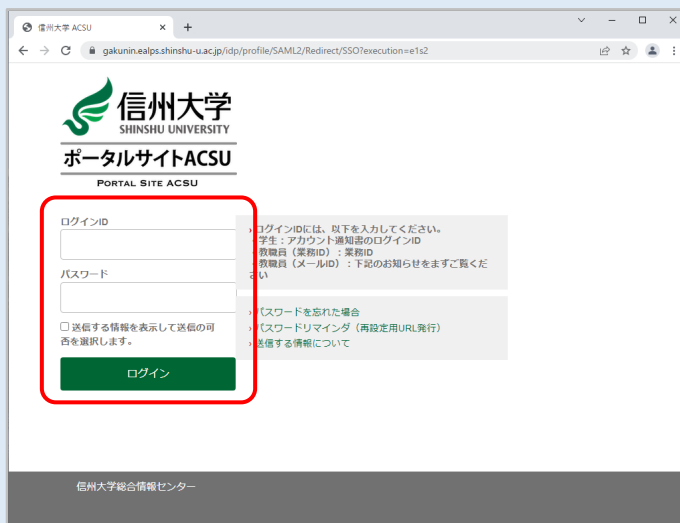 信州大学 ACSU
gakunin.ealps.shinshu-u.ac.jp/idp/profile/SAML2/Redirect/SSO?execution=e1s2
信州大学
SHINSHU UNIVERSITY
ポータルサイトACSU
PORTAL SITE ACSU
ログインID
パスワード
送信する情報を表示して送信の可
否を選択します。
ログイン
› ログインIDには、以下を入力してください。
・学生：アカウント通知書のログインID
・教職員（業務ID）：業務ID
・教職員（メールID）：下記のお知らせをまずご覧くだ
さい
› パスワードを忘れた場合
› パスワードリマインダ（再設定用URL発行）
› 送信する情報について
信州大学総合情報センター